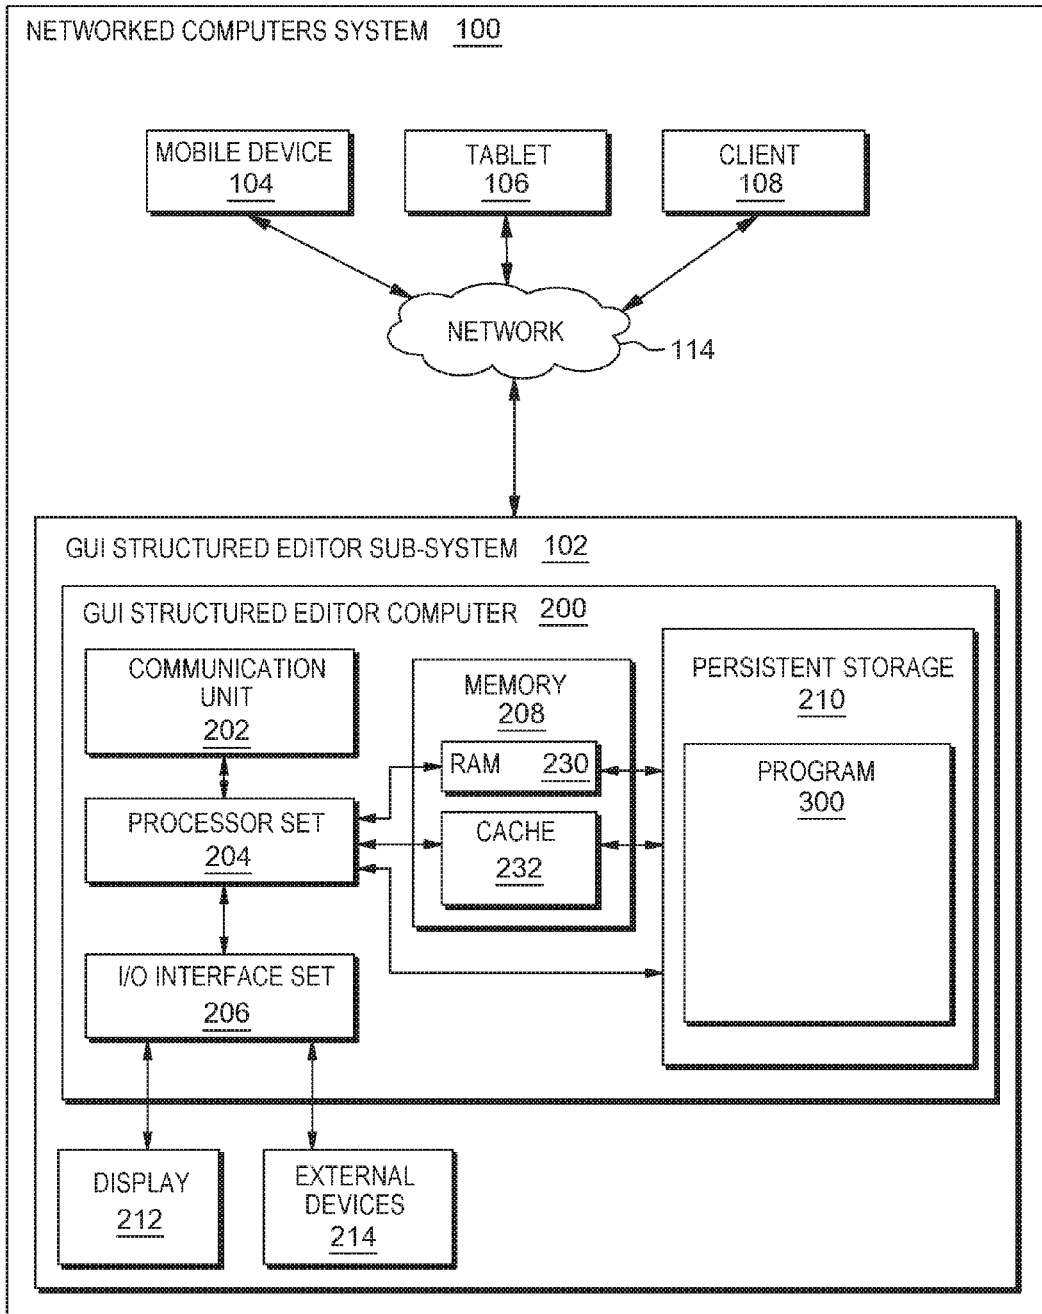 NETWORKED COMPUTERS SYSTEM 100
MOBILE DEVICE
104
TABLET
106
CLIENT
108
NETWORK
114
GUI STRUCTURED EDITOR SUB-SYSTEM 102
GUI STRUCTURED EDITOR COMPUTER 200
COMMUNICATION
UNIT
202
PROCESSOR SET
204
I/O INTERFACE SET
206
MEMORY
208
RAM 230
CACHE
232
PERSISTENT STORAGE
210
PROGRAM
300
DISPLAY
212
EXTERNAL
DEVICES
214